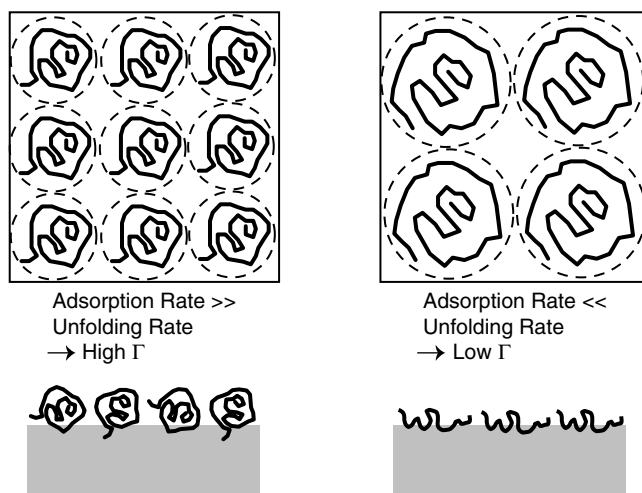 Adsorption Rate >>
Unfolding Rate
→ High Γ
Adsorption Rate <<
Unfolding Rate
→ Low Γ